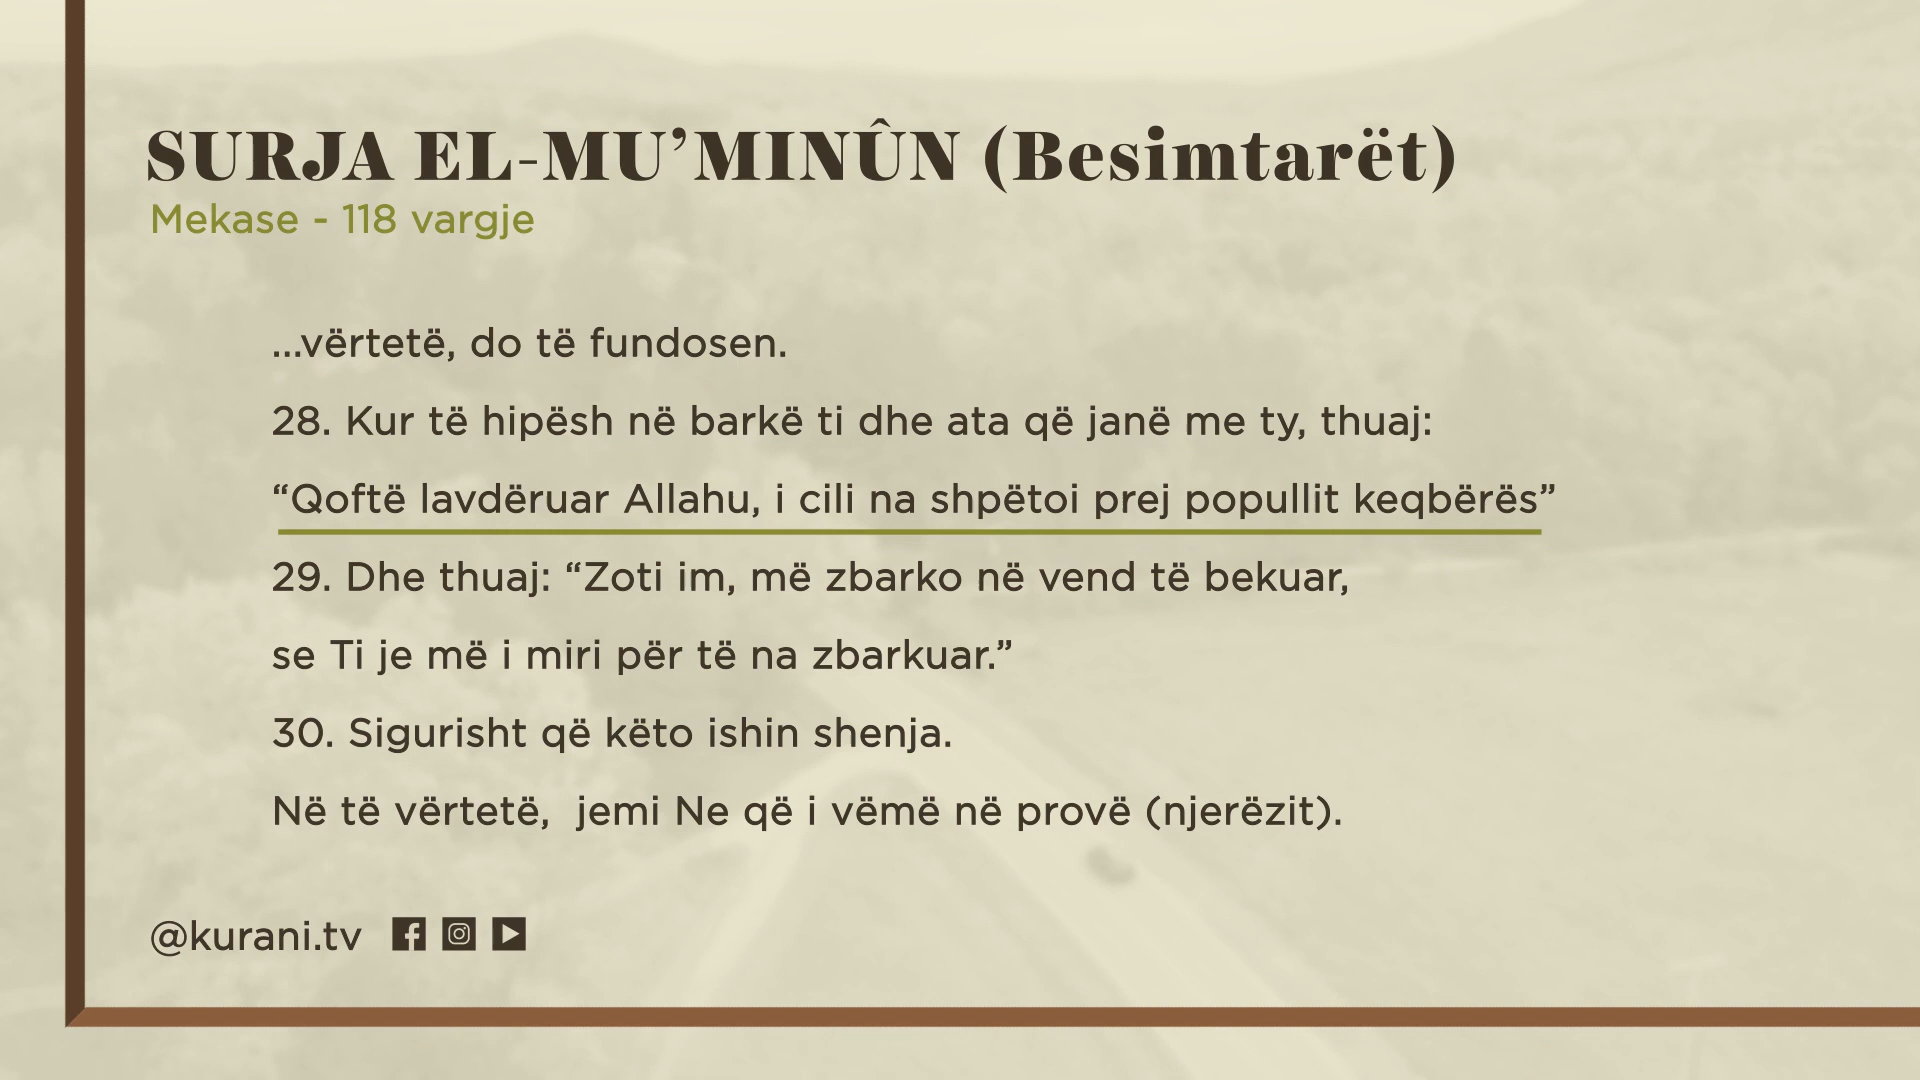 SURJA EL-MU’MINÛN (Besimtarët)
Mekase - 118 vargje
...vërtetë, do të fundosen.
28. Kur të hipësh në barkë ti dhe ata që janë me ty, thuaj:
“Qoftë lavdëruar Allahu, i cili na shpëtoi prej popullit keqbërës”
29. Dhe thuaj: “Zoti im, më zbarko në vend të bekuar,
se Ti je më i miri për të na zbarkuar.”
30. Sigurisht që këto ishin shenja.
Në të vërtetë,  jemi Ne që i vëmë në provë (njerëzit).
@kurani.tv